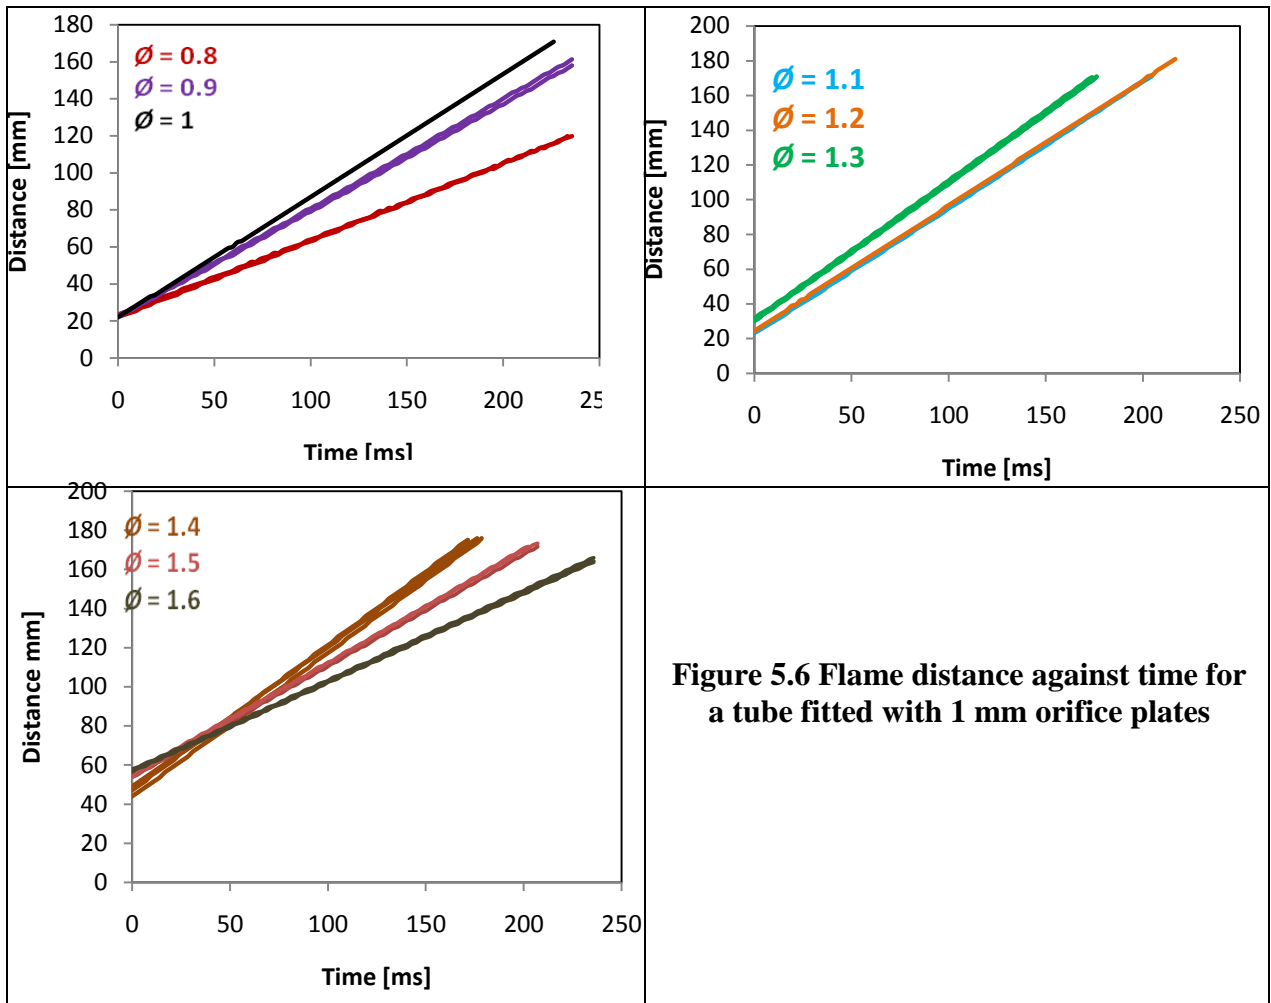 180
160
140
120
100
80
60
40
20
0
Ø = 0.8
Ø = 0.9
Ø = 1
Distance [mm]
0 50 100 150 200 25
Time [ms]
200
180
160
140
120
100
80
60
40
20
0
Ø = 1.1
Ø = 1.2
Ø = 1.3
Distance [mm]
0 50 100 150 200 250
Time [ms]
200
180
160
140
120
100
80
60
40
20
0
Ø = 1.4
Ø = 1.5
Ø = 1.6
Distance mm]
0 50 100 150 200 250
Time [ms]
Figure 5.6 Flame distance against time for
a tube fitted with 1 mm orifice plates